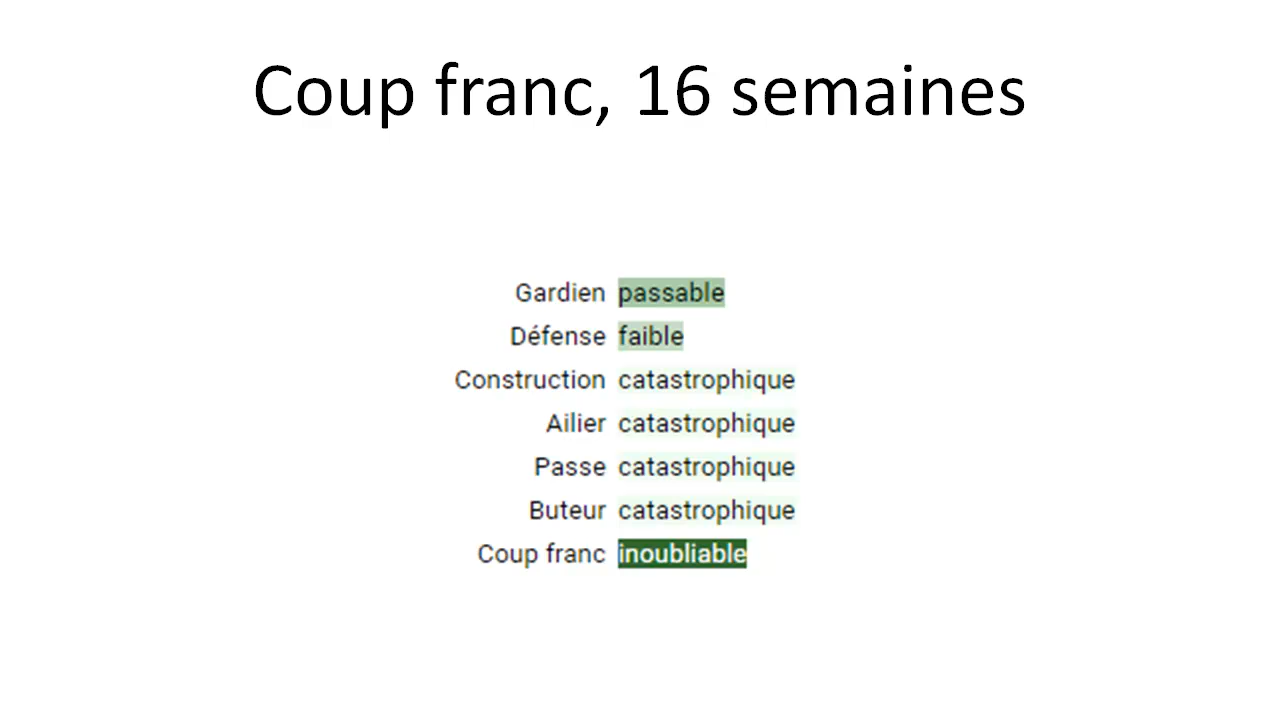 Coup franc, 16 semaines
Gardien passable
Défense faible
Construction catastrophique
Ailier catastrophique
Passe catastrophique
Buteur catastrophique
Coup franc inoubliable